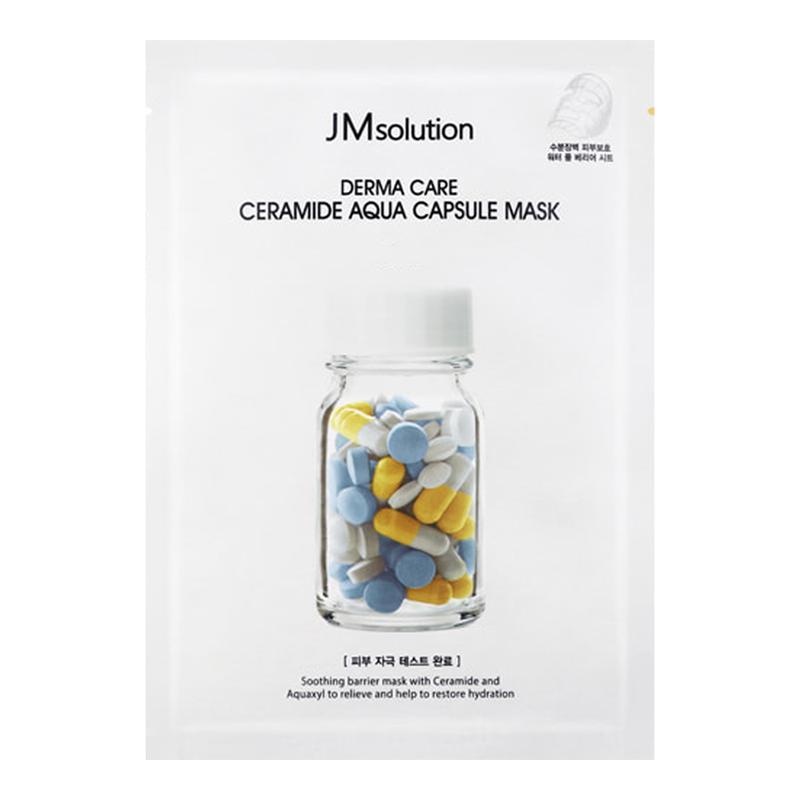 JMsolution
수분장벽 피부보호
워터 풀 베리어 시트
DERMA CARE
CERAMIDE AQUA CAPSULE MASK
[ 피부 자극 테스트 완료 ]
Soothing barrier mask with Ceramide and
Aquaxyl to relieve and help to restore hydration